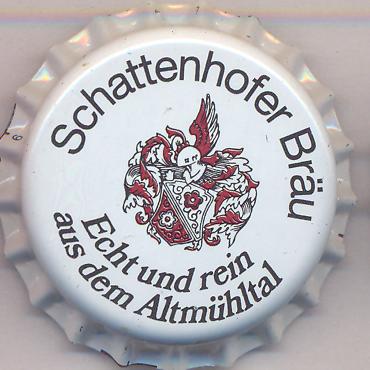 Schattenhofer Bräu
Echt und rein
aus dem Altmühltal